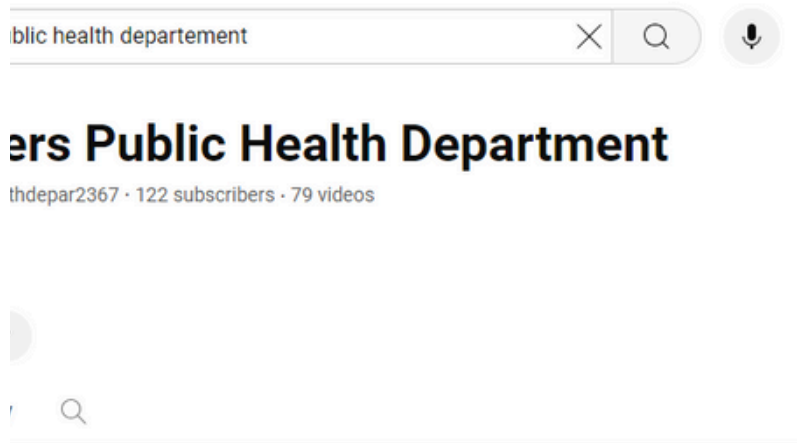 blic health departement
ers Public Health Department
thdepar2367 · 122 subscribers · 79 videos